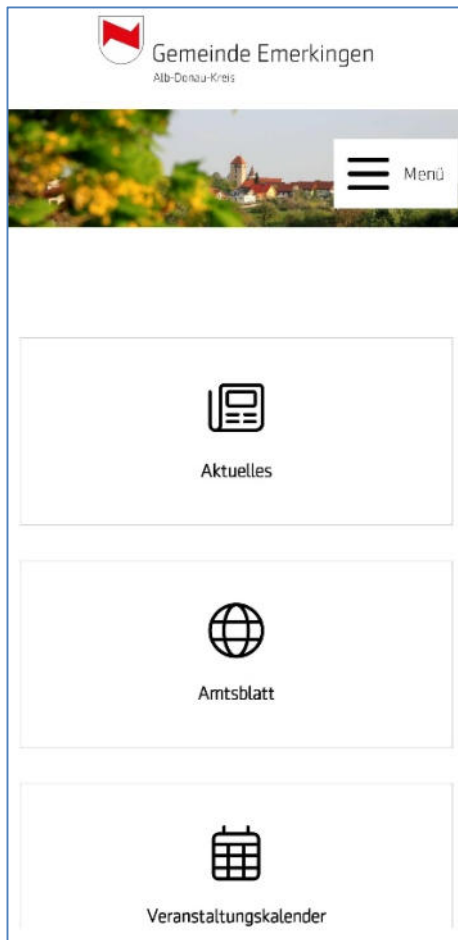 Gemeinde Emerkingen
Alb-Donau-Kreis
Menü
Aktuelles
Amtsblatt
Veranstaltungskalender